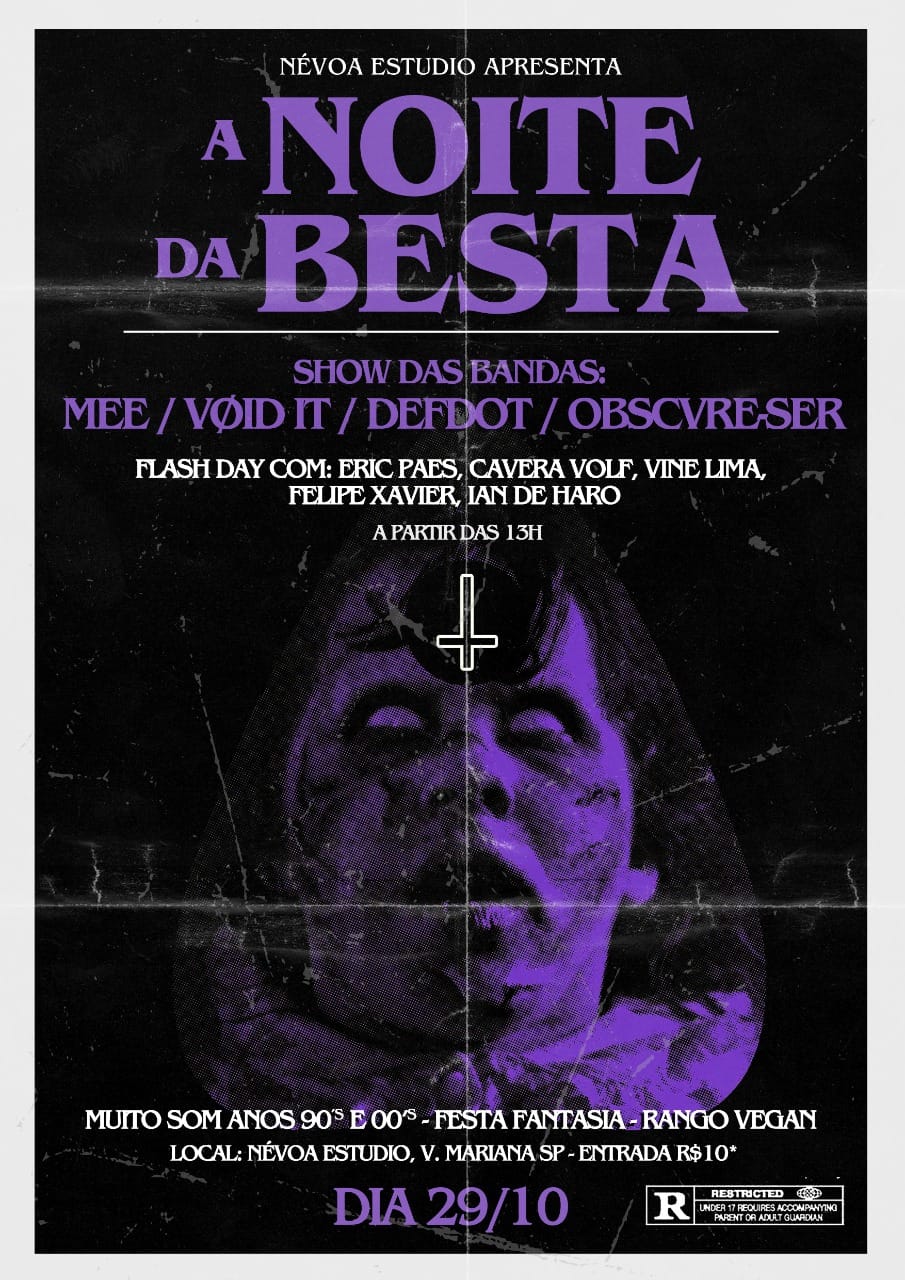 NÉVOA ESTUDIO APRESENTA
A NOITE
DA BESTA
SHOW DAS BANDAS:
MEE / VØID IT / DEFDOT / OBSCVRE-SER
FLASH DAY COM: ERIC PAES, CAVERA VOLF, VINE LIMA,
FELIPE XAVIER, IAN DE HARO
A PARTIR DAS 13H
MUITO SOM ANOS 90'S E 00'S - FESTA FANTASIA - RANGO VEGAN
LOCAL: NÉVOA ESTUDIO, V. MARIANA SP - ENTRADA R$10*
DIA 29/10
R
RESTRICTED
UNDER 17 REQUIRES ACCOMPANYING
PARENT OR ADULT GUARDIAN